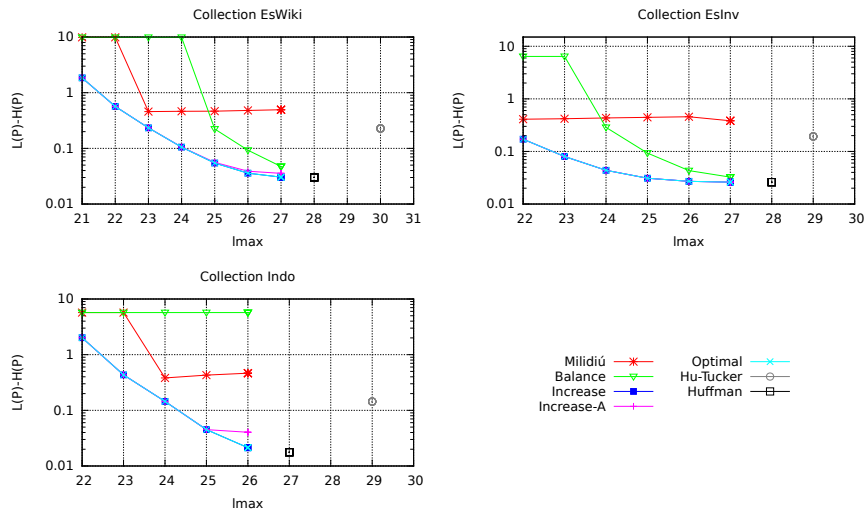 Collection EsWiki
10
1
0.1
0.01
L(P)-H(P)
21 22 23 24 25 26 27 28 29 30 31
lmax
Collection EsInv
10
1
0.1
0.01
L(P)-H(P)
22 23 24 25 26 27 28 29 30
lmax
Collection Indo
10
1
0.1
0.01
L(P)-H(P)
22 23 24 25 26 27 28 29 30
lmax
Milidiú
Balance
Increase
Increase-A
Optimal
Hu-Tucker
Huffman